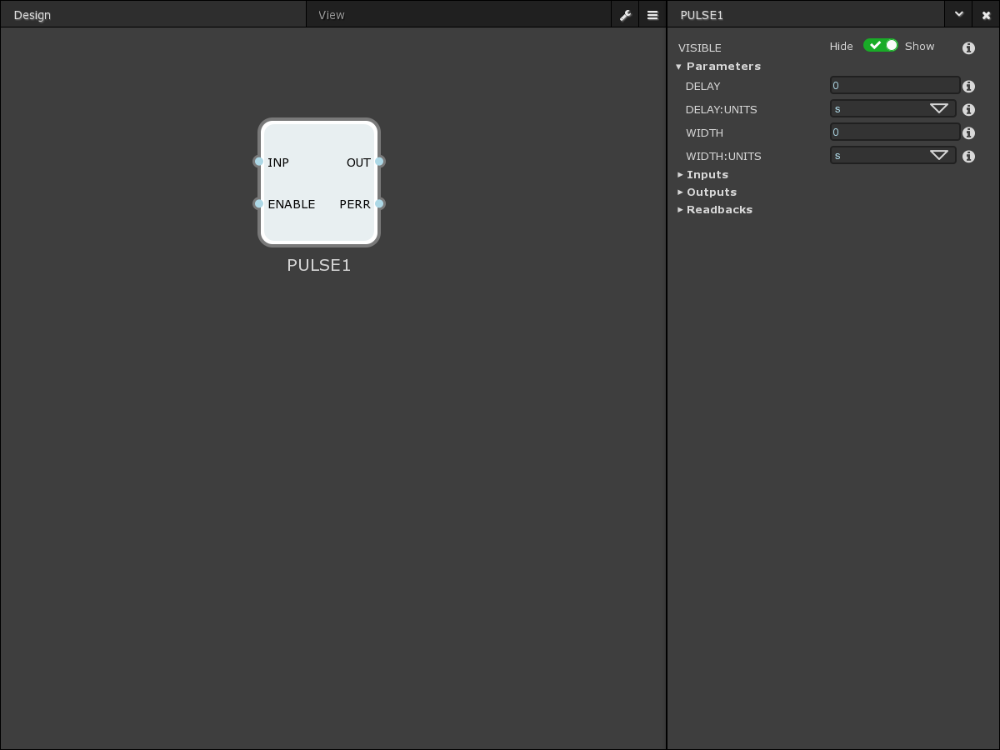 Design
View
INP
OUT
ENABLE
PERR
PULSE1
PULSE1
VISIBLE
Hide
Show
Parameters
DELAY
0
DELAY:UNITS
s
WIDTH
0
WIDTH:UNITS
s
Inputs
Outputs
Readbacks